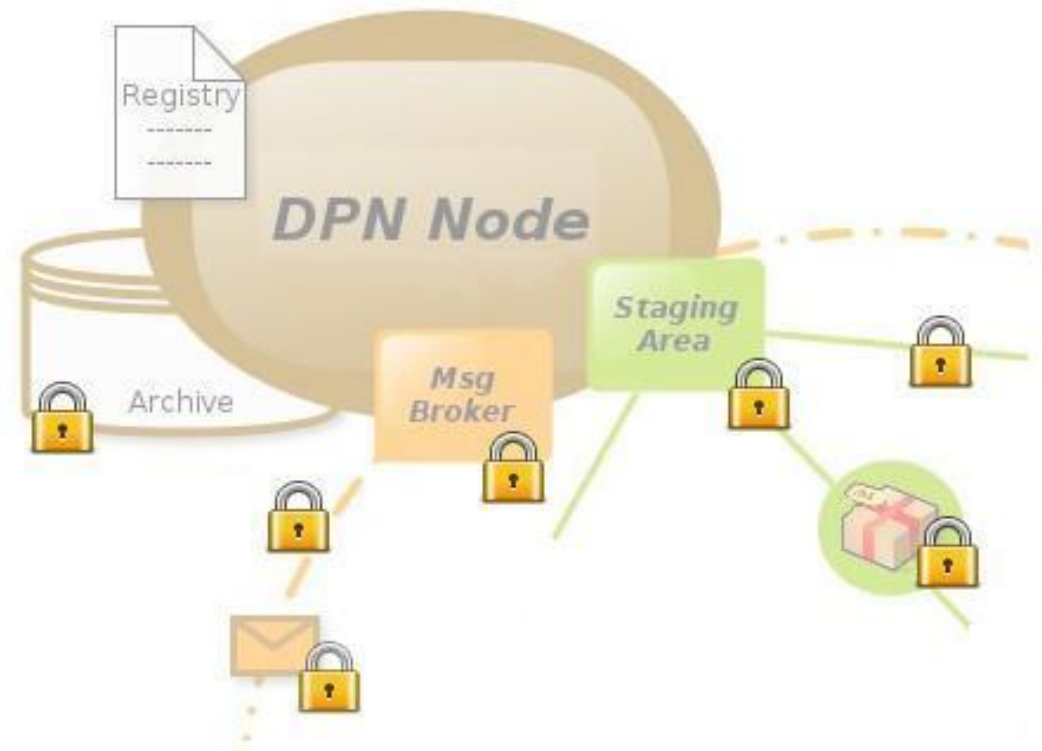 Registry
-------
-------
DPN Node
Staging
Area
Msg
Broker
Archive